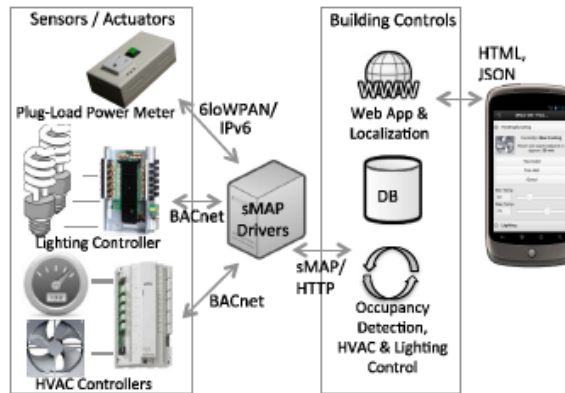 Sensors / Actuators
Plug-Load Power Meter
Lighting Controller
HVAC Controllers
6loWPAN/
IPv6
BACnet
BACnet
sMAP
Drivers
sMAP/
HTTP
Building Controls
WWW
Web App &
Localization
DB
Occupancy
Detection,
HVAC & Lighting
Control
HTML,
JSON